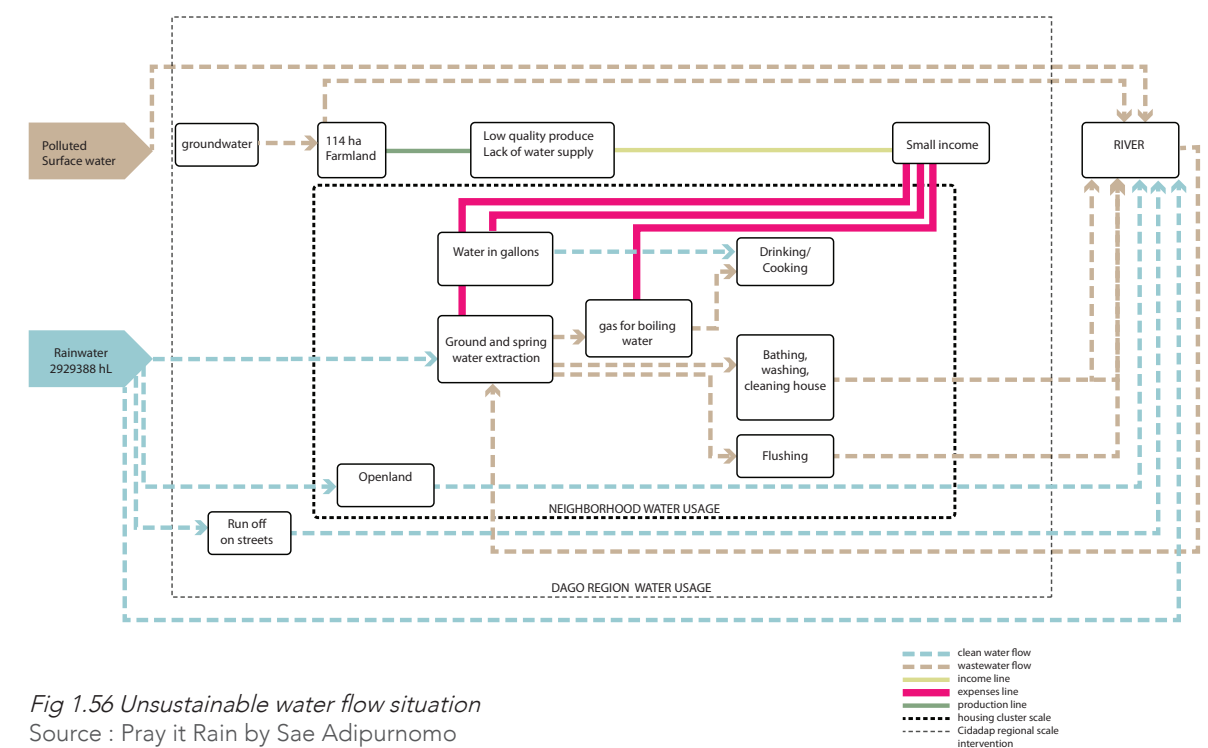 Polluted
Surface water
groundwater
114 ha
Farmland
Low quality produce
Lack of water supply
Small income
RIVER
Water in gallons
Drinking/
Cooking
Rainwater
2929388 hL
Ground and spring
water extraction
gas for boiling
water
Bathing,
washing,
cleaning house
Flushing
Openland
NEIGHBORHOOD WATER USAGE
Run off
on streets
DAGO REGION WATER USAGE
clean water flow
wastewater flow
income line
expenses line
production line
housing cluster scale
Cidadap regional scale
intervention
Fig 1.56 Unsustainable water flow situation
Source : Pray it Rain by Sae Adipurnomo